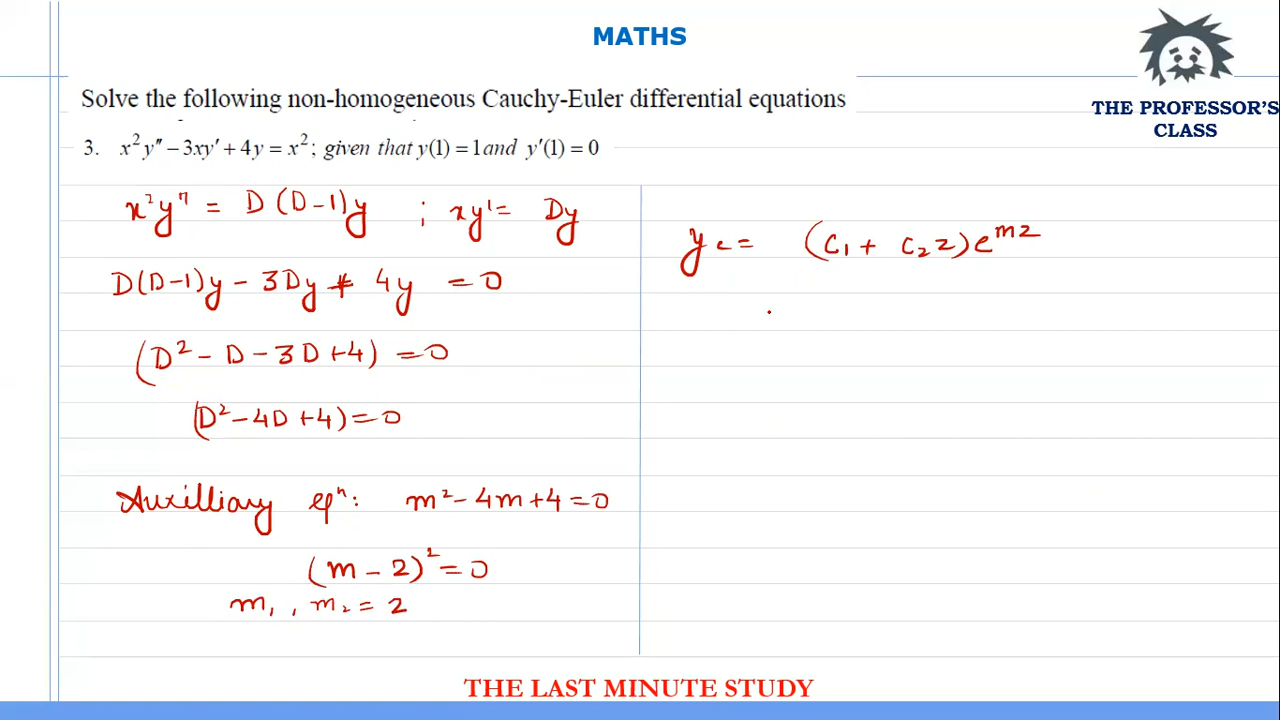 MATHS
THE PROFESSOR'S
CLASS
Solve the following non-homogeneous Cauchy-Euler differential equations
3. x²y″ − 3xy′ + 4y = x²; given that y(1) = 1 and y′(1) = 0
x²y″ = D(D-1)y ; xy' = Dy
D(D-1)y - 3Dy + 4y = 0
(D² - D - 3D + 4) = 0
(D² - 4D + 4) = 0
Auxilliary eqⁿ: m² - 4m + 4 = 0
(m - 2)² = 0
m₁, m₂ = 2
yc = (c₁ + c₂z)e^mz
THE LAST MINUTE STUDY